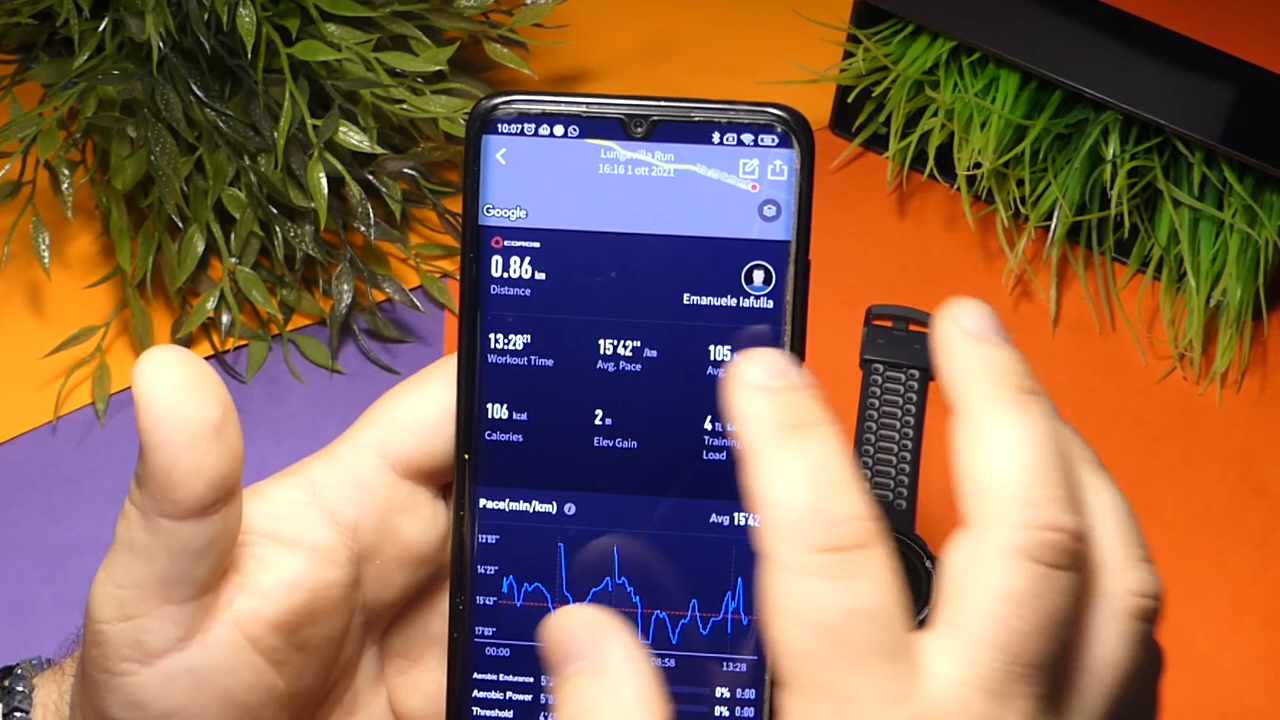 10:07
Lungavilla Run
16:16 1 ott 2021
Google
COROS
0.86 km
Distance
Emanuele Iafulla
13:28²¹ 15'42" /km 105
Workout Time Avg. Pace Avg.
106 kcal 2 m 4 TL
Calories Elev Gain Training Load
Pace(min/km) Avg 15'42
13'03"
14'23"
15'43"
17'03"
00:00 08:58 13:28
Aerobic Endurance
Aerobic Power 0% 0:00
Threshold 0% 0:00